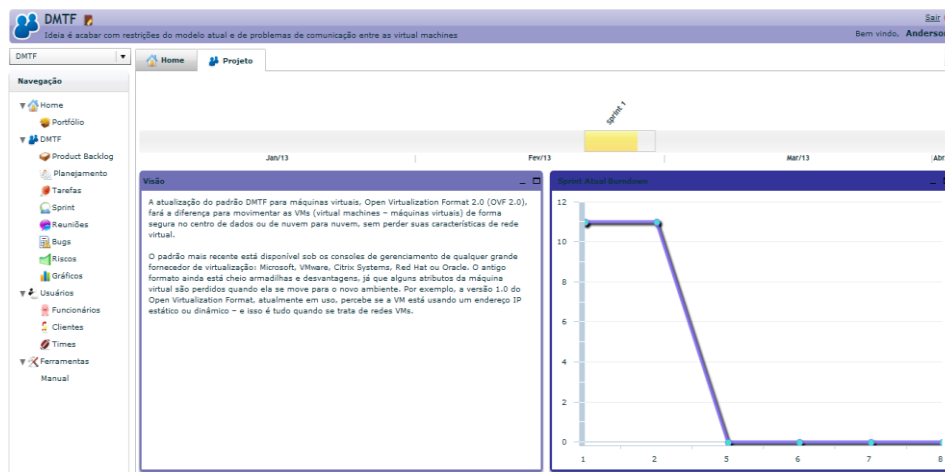 DMTF
Sair
Ideia é acabar com restrições do modelo atual e de problemas de comunicação entre as virtual machines
Bem vindo, Anderson
DMTF
Home
Projeto
Navegação
Home
Portfólio
DMTF
Product Backlog
Planejamento
Tarefas
Sprint
Reuniões
Bugs
Riscos
Gráficos
Usuários
Funcionários
Clientes
Times
Ferramentas
Manual
Sprint 1
Jan/13
Fev/13
Mar/13
Abr
Visão
A atualização do padrão DMTF para máquinas virtuais, Open Virtualization Format 2.0 (OVF 2.0),
fará a diferença para movimentar as VMs (virtual machines – máquinas virtuais) de forma
segura no centro de dados ou de nuvem para nuvem, sem perder suas características de rede
virtual.
O padrão mais recente está disponível sob os consoles de gerenciamento de qualquer grande
fornecedor de virtualização: Microsoft, VMware, Citrix Systems, Red Hat ou Oracle. O antigo
formato ainda está cheio armadilhas e desvantagens, já que alguns atributos da máquina
virtual são perdidos quando ela se move para o novo ambiente. Por exemplo, a versão 1.0 do
Open Virtualization Format, atualmente em uso, percebe se a VM está usando um endereço IP
estático ou dinâmico – e isso é tudo quando se trata de redes VMs.
Sprint Atual Burndown
12
10
8
6
4
2
0
1 2 5 6 7 8